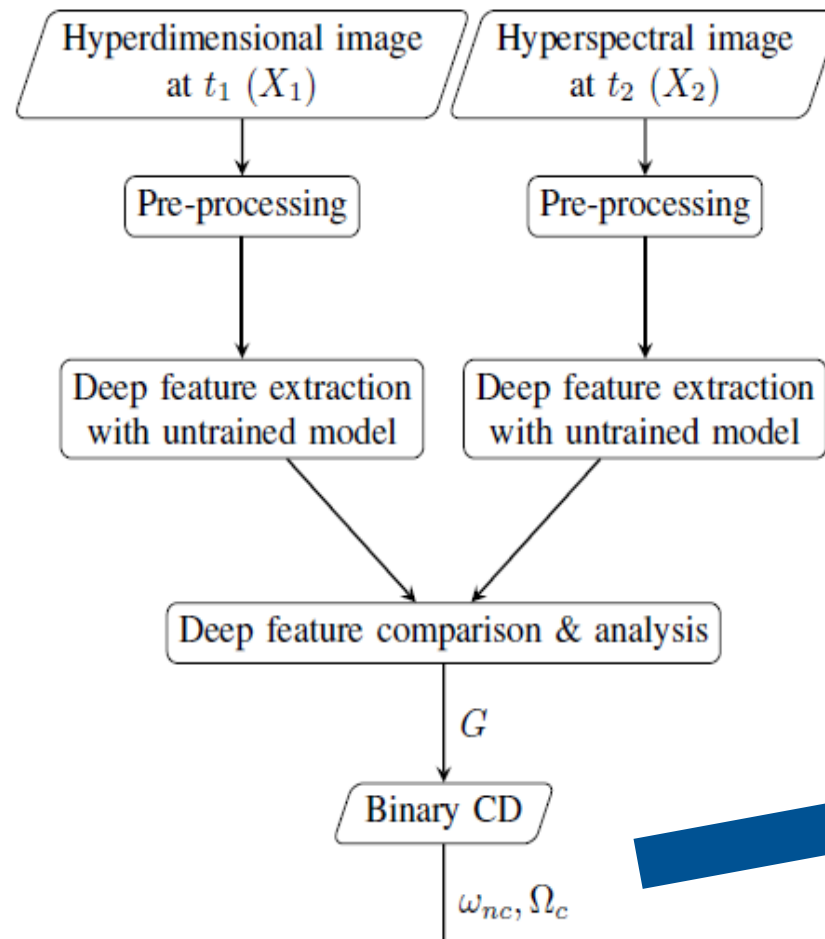 Hyperdimensional image
at t₁ (X₁)
Hyperspectral image
at t₂ (X₂)
Pre-processing
Pre-processing
Deep feature extraction
with untrained model
Deep feature extraction
with untrained model
Deep feature comparison & analysis
G
Binary CD
ω_nc, Ω_c